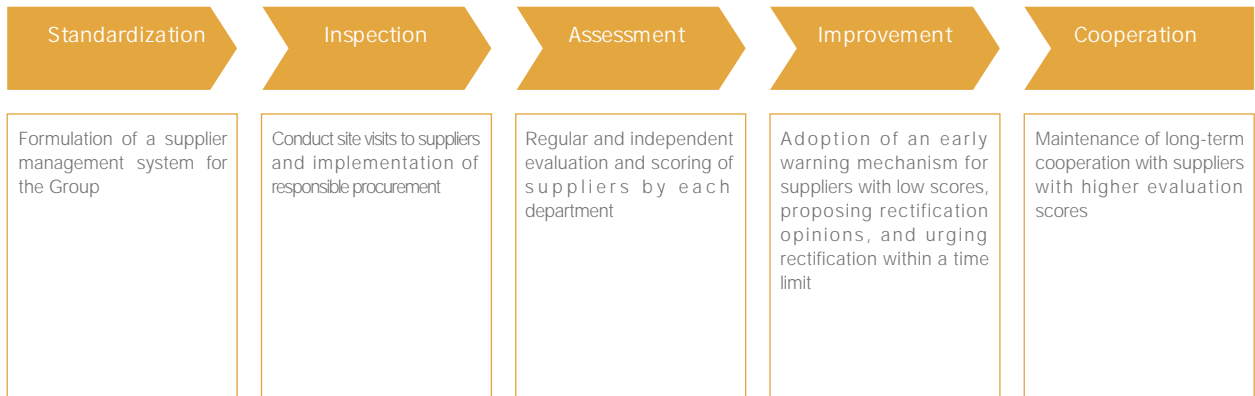 Standardization
Inspection
Assessment
Improvement
Cooperation
Formulation of a supplier
management system for
the Group
Conduct site visits to suppliers
and implementation of
responsible procurement
Regular and independent
evaluation and scoring of
suppliers by each
department
Adoption of an early
warning mechanism for
suppliers with low scores,
proposing rectification
opinions, and urging
rectification within a time
limit
Maintenance of long-term
cooperation with suppliers
with higher evaluation
scores